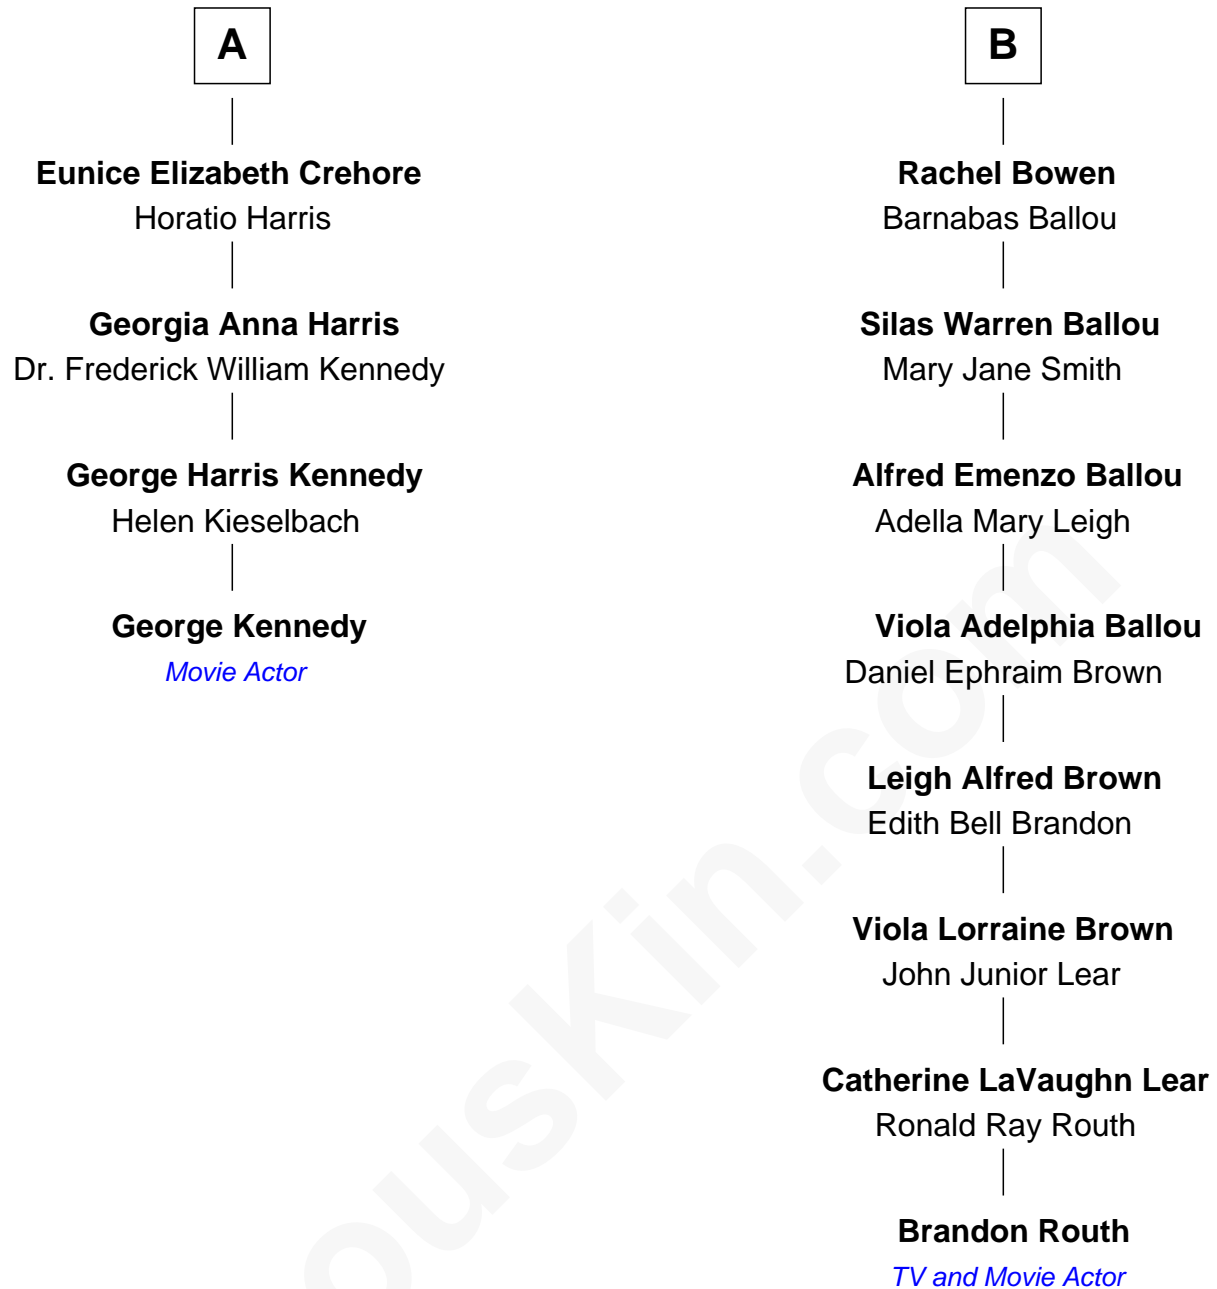 A
Eunice Elizabeth Crehore
Horatio Harris
Georgia Anna Harris
Dr. Frederick William Kennedy
George Harris Kennedy
Helen Kieselbach
George Kennedy
Movie Actor
B
Rachel Bowen
Barnabas Ballou
Silas Warren Ballou
Mary Jane Smith
Alfred Emenzo Ballou
Adella Mary Leigh
Viola Adelphia Ballou
Daniel Ephraim Brown
Leigh Alfred Brown
Edith Bell Brandon
Viola Lorraine Brown
John Junior Lear
Catherine LaVaughn Lear
Ronald Ray Routh
Brandon Routh
TV and Movie Actor
ousKin.com